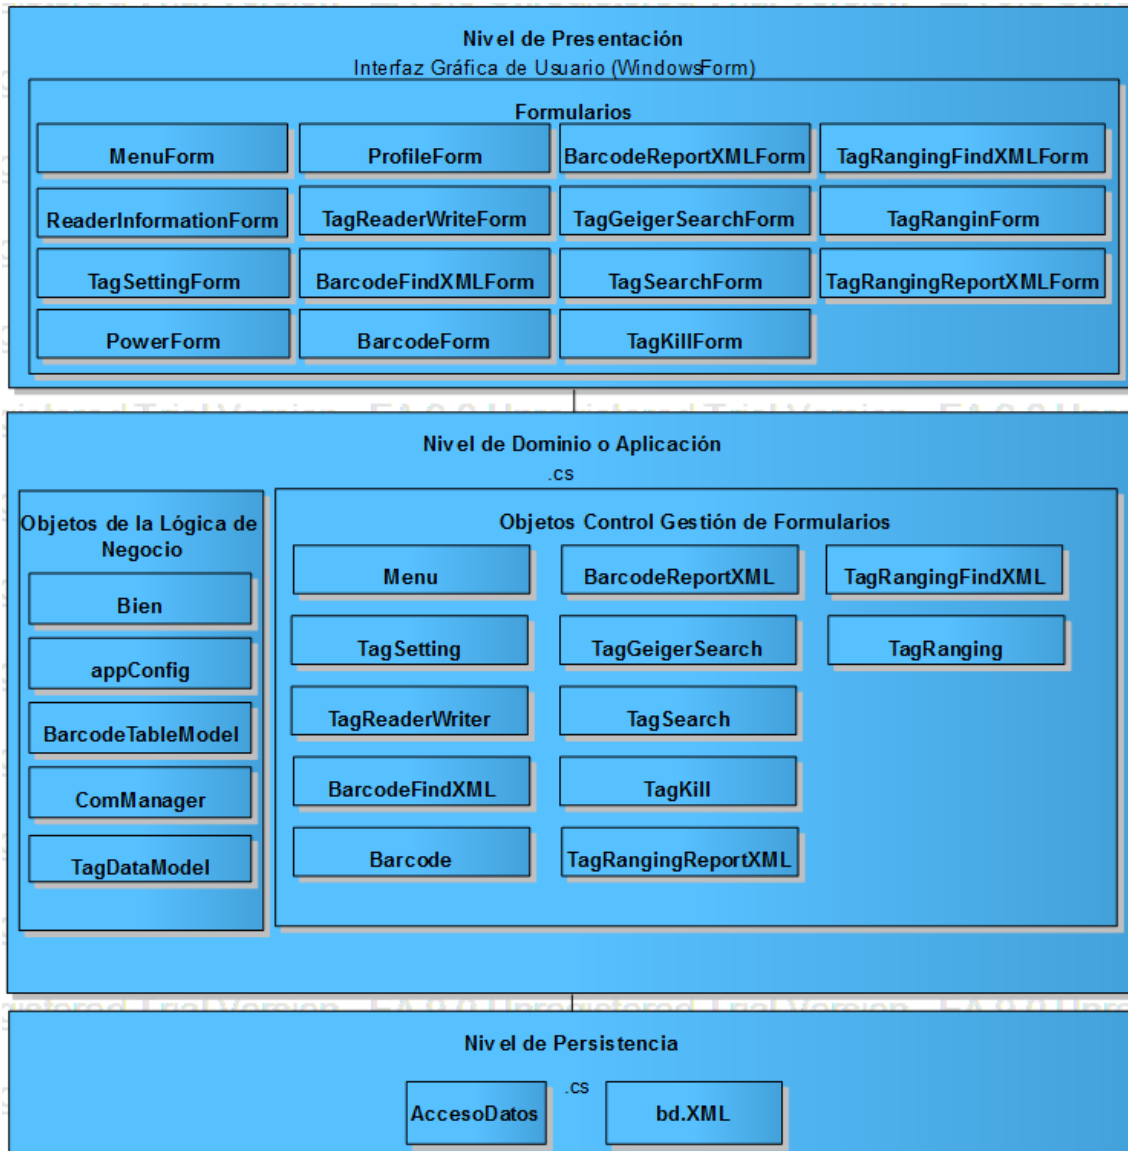 Nivel de Presentación
Interfaz Gráfica de Usuario (WindowsForm)
Formularios
MenuForm
ProfileForm
BarcodeReportXMLForm
TagRangingFindXMLForm
ReaderInformationForm
TagReaderWriteForm
TagGeigerSearchForm
TagRanginForm
TagSettingForm
BarcodeFindXMLForm
TagSearchForm
TagRangingReportXMLForm
PowerForm
BarcodeForm
TagKillForm
Nivel de Dominio o Aplicación
.cs
Objetos de la Lógica de
Negocio
Bien
appConfig
BarcodeTableModel
ComManager
TagDataModel
Objetos Control Gestión de Formularios
Menu
BarcodeReportXML
TagRangingFindXML
TagSetting
TagGeigerSearch
TagRanging
TagReaderWriter
TagSearch
BarcodeFindXML
TagKill
Barcode
TagRangingReportXML
Nivel de Persistencia
.cs
AccesoDatos
bd.XML